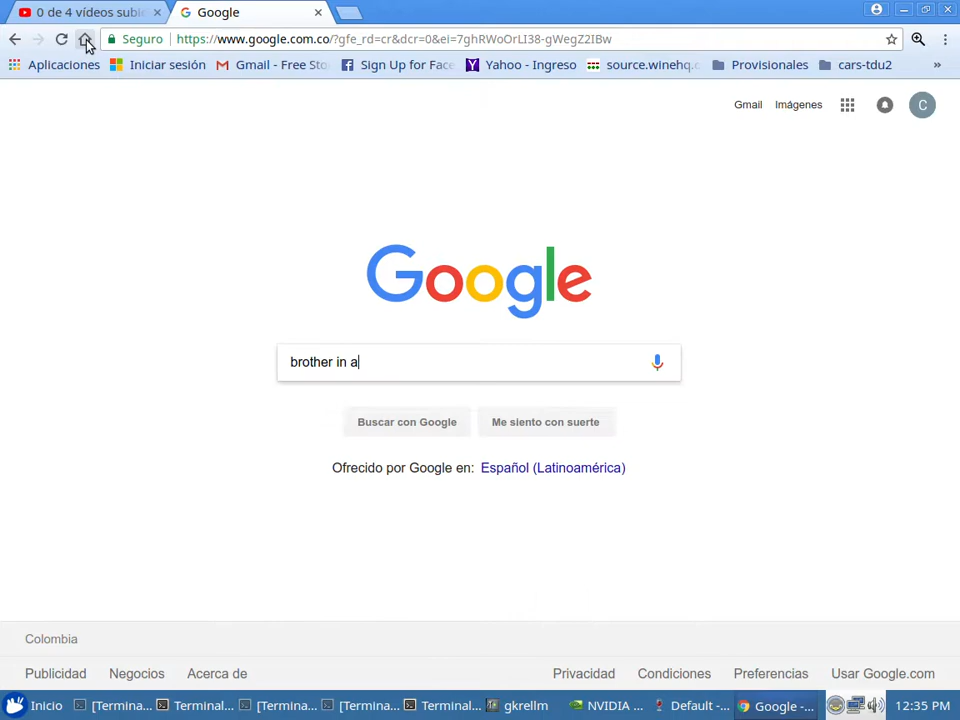 0 de 4 vídeos subid
Google
Seguro
https://www.google.com.co/?gfe_rd=cr&dcr=0&ei=7ghRWoOrLI38-gWegZ2IBw
Aplicaciones
Iniciar sesión
Gmail - Free Sto
Sign Up for Face
Yahoo - Ingreso
source.winehq.o
Provisionales
cars-tdu2
»
Gmail
Imágenes
C
Google
brother in a
Buscar con Google
Me siento con suerte
Ofrecido por Google en: Español (Latinoamérica)
Colombia
Publicidad
Negocios
Acerca de
Privacidad
Condiciones
Preferencias
Usar Google.com
Inicio
[Termina...
Terminal...
[Termina...
[Termina...
Terminal...
gkrellm
NVIDIA ...
Default -...
Google -...
12:35 PM